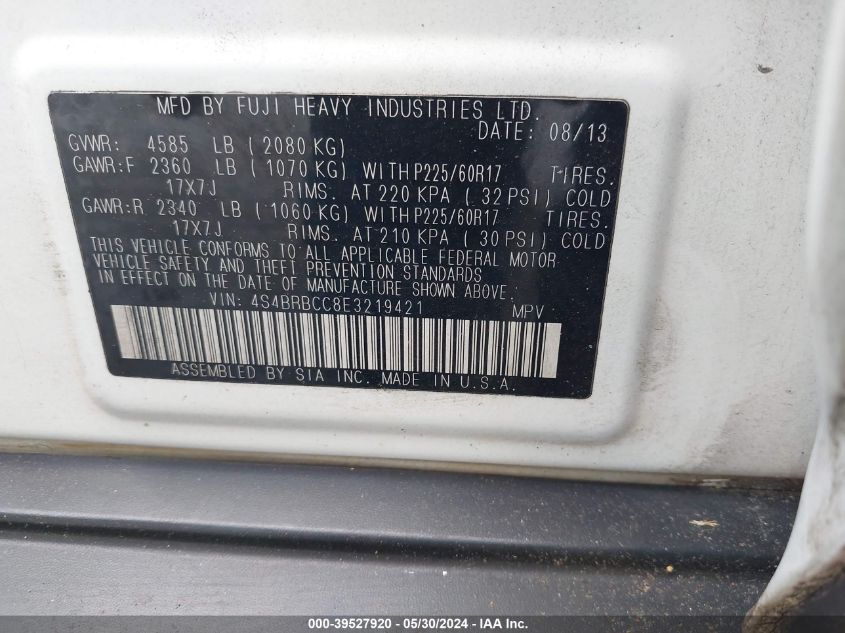 MFD BY FUJI HEAVY INDUSTRIES LTD.
DATE: 08/13
GVWR: 4585 LB (2080 KG)
GAWR:F 2360 LB (1070 KG) WITH P225/60R17 TIRES.
17X7J RIMS. AT 220 KPA (32 PSI) COLD
GAWR:R 2340 LB (1060 KG) WITH P225/60R17 TIRES.
17X7J RIMS. AT 210 KPA (30 PSI) COLD
THIS VEHICLE CONFORMS TO ALL APPLICABLE FEDERAL MOTOR
VEHICLE SAFETY AND THEFT PREVENTION STANDARDS
IN EFFECT ON THE DATE OF MANUFACTURE SHOWN ABOVE.
VIN: 4S4BRBCC8E3219421 MPV
ASSEMBLED BY SIA INC. MADE IN U.S.A.
000-39527920 - 05/30/2024 - IAAI.com